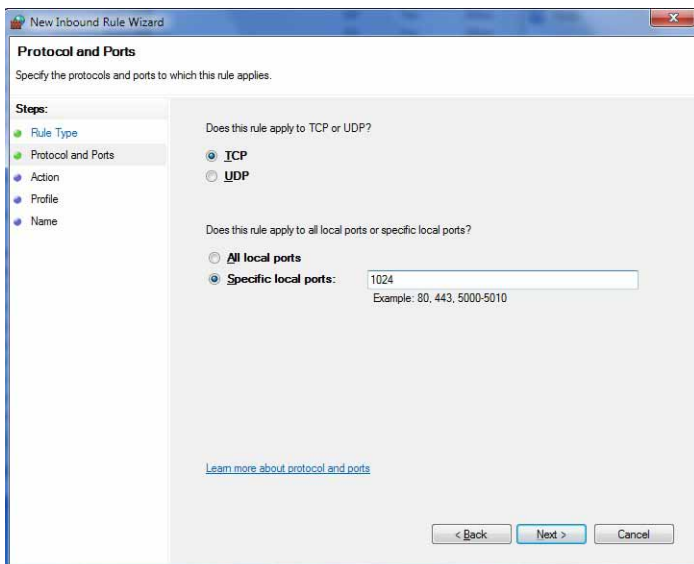 New Inbound Rule Wizard
Protocol and Ports
Specify the protocols and ports to which this rule applies.
Steps:
Rule Type
Protocol and Ports
Action
Profile
Name
Does this rule apply to TCP or UDP?
TCP
UDP
Does this rule apply to all local ports or specific local ports?
All local ports
Specific local ports: 1024
Example: 80, 443, 5000-5010
Learn more about protocol and ports
< Back Next > Cancel